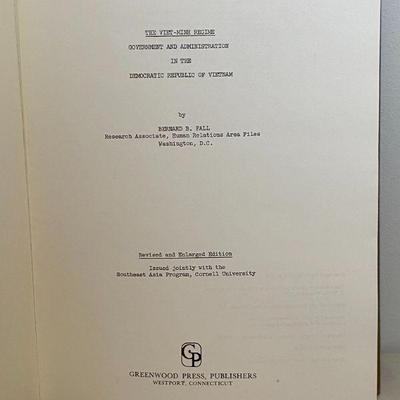 THE VIET-MINH REGIME
GOVERNMENT AND ADMINISTRATION
IN THE
DEMOCRATIC REPUBLIC OF VIETNAM
by
BERNARD B. FALL
Research Associate, Human Relations Area Files
Washington, D.C.
Revised and Enlarged Edition
Issued jointly with the
Southeast Asia Program, Cornell University
GP
GREENWOOD PRESS, PUBLISHERS
WESTPORT, CONNECTICUT